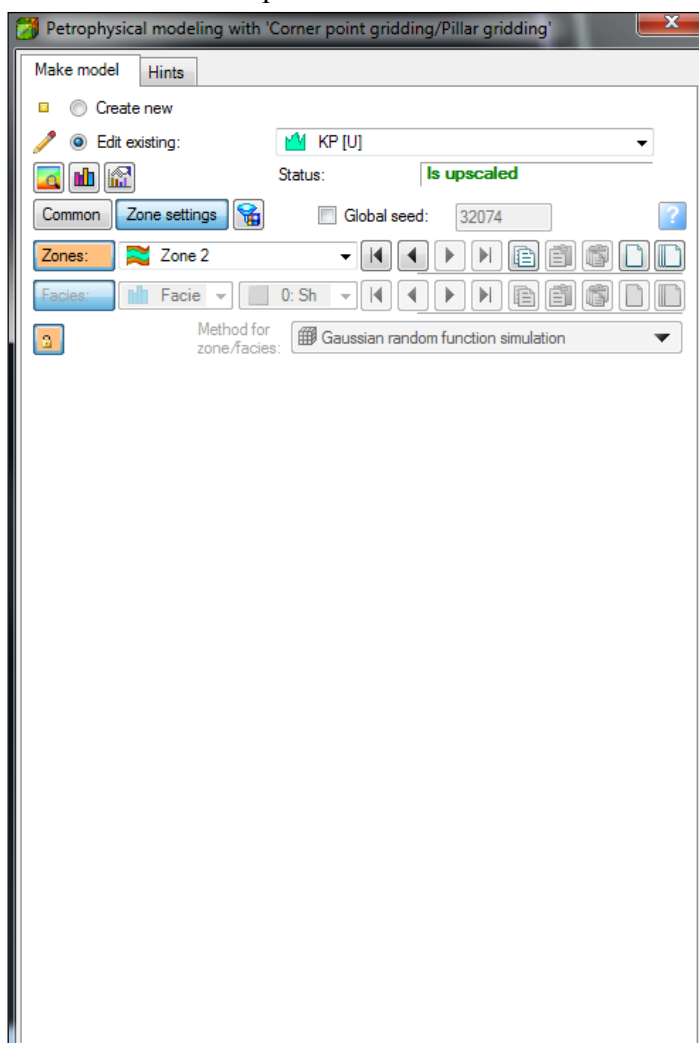 Petrophysical modeling with 'Corner point gridding/Pillar gridding'
x
Make model Hints
Create new
Edit existing: KP [U]
Status: Is upscaled
Common Zone settings Global seed: 32074 ?
Zones: Zone 2
Facies: Facie 0: Sh
Method for
zone/facies: Gaussian random function simulation